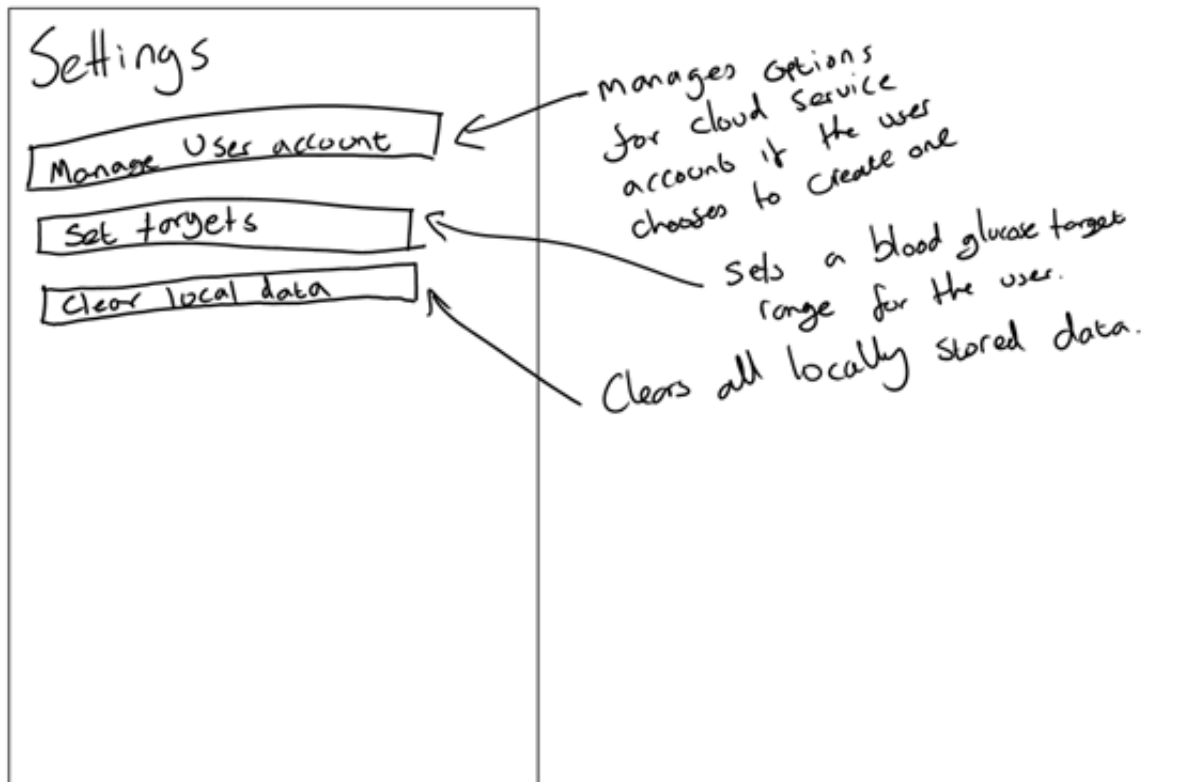 Settings
Manage User account
Set targets
Clear local data
manages options
for cloud service
accounts if the user
chooses to create one
Sets a blood glucose target
range for the user.
Clears all locally stored data.